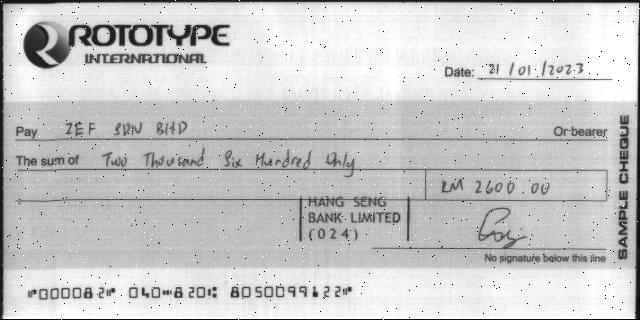 ROTOTYPE
INTERNATIONAL
Date: 21/01/2023
Pay ZEF SDN BHD Or bearer
The sum of Two Thousand Six Hundred Only
RM 2600.00
HANG SENG
BANK LIMITED
(024)
No signature below this line
SAMPLE CHEQUE
⑈000082⑈ 040⑉820⑆ 8050099122⑈